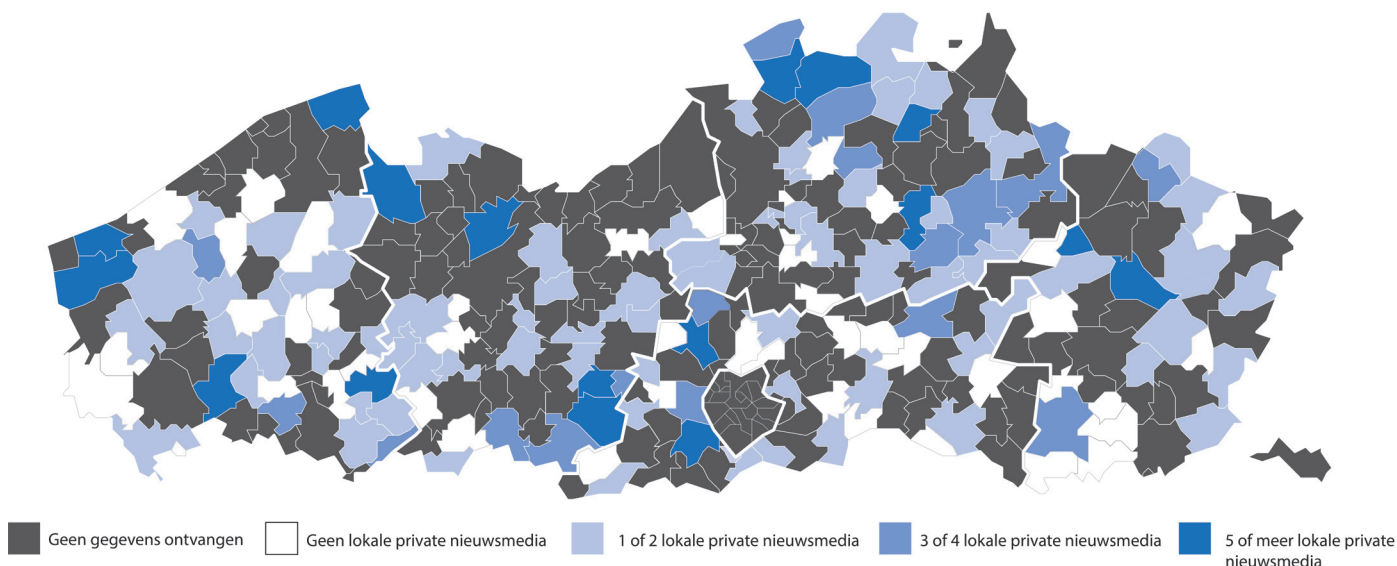 Geen gegevens ontvangen
Geen lokale private nieuwsmedia
1 of 2 lokale private nieuwsmedia
3 of 4 lokale private nieuwsmedia
5 of meer lokale private
nieuwsmedia